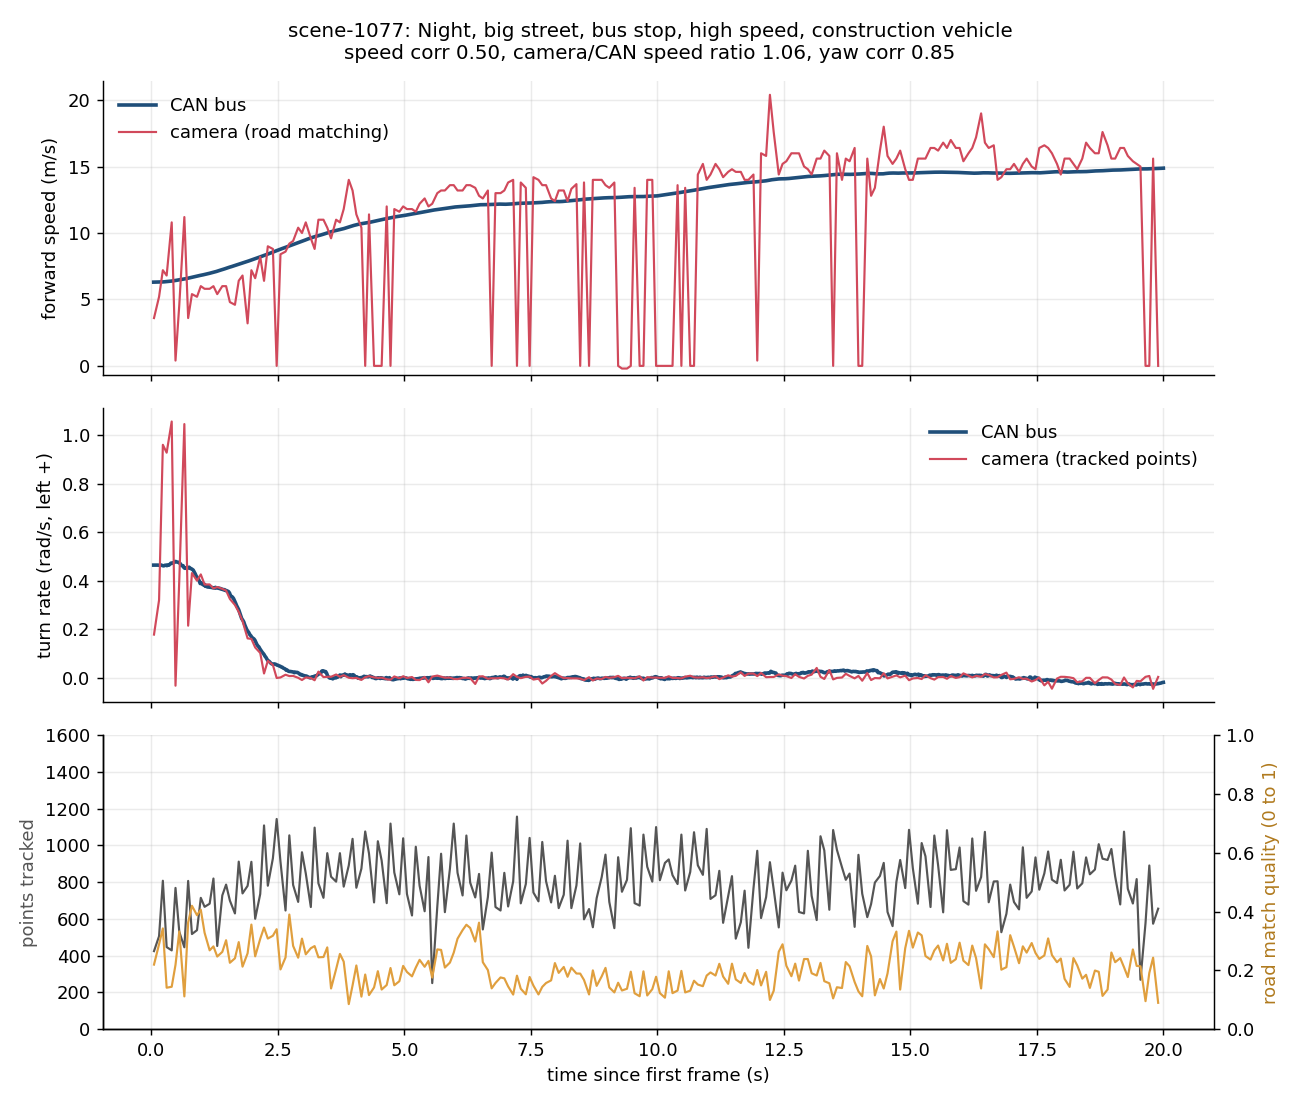 scene-1077: Night, big street, bus stop, high speed, construction vehicle
speed corr 0.50, camera/CAN speed ratio 1.06, yaw corr 0.85
forward speed (m/s)
20
15
10
5
0
CAN bus
camera (road matching)
turn rate (rad/s, left +)
1.0
0.8
0.6
0.4
0.2
0.0
CAN bus
camera (tracked points)
points tracked
1600
1400
1200
1000
800
600
400
200
0
1.0
0.8
0.6
0.4
0.2
0.0
road match quality (0 to 1)
0.0 2.5 5.0 7.5 10.0 12.5 15.0 17.5 20.0
time since first frame (s)